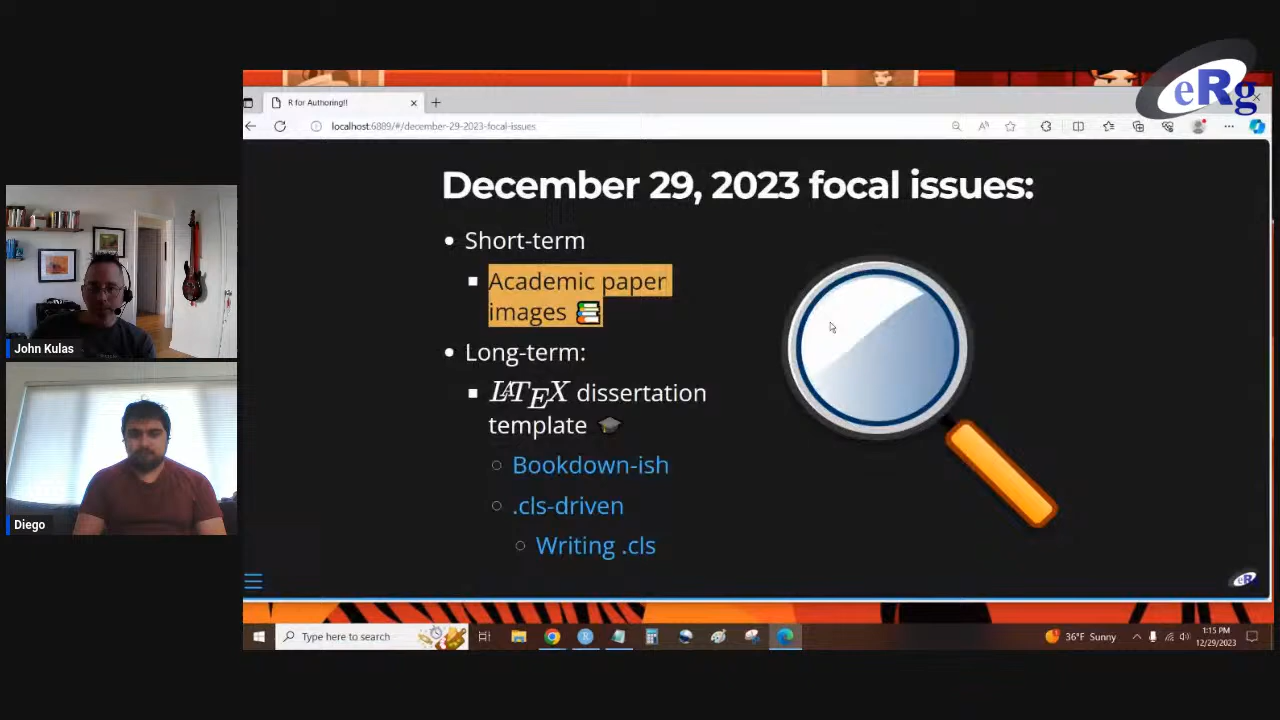 eRg
R for Authoring!!
localhost:6889/#/december-29-2023-focal-issues
December 29, 2023 focal issues:
Short-term
Academic paper
images
Long-term:
LATEX dissertation
template
Bookdown-ish
.cls-driven
Writing .cls
eR
John Kulas
Diego
Type here to search
36°F Sunny
1:15 PM
12/29/2023